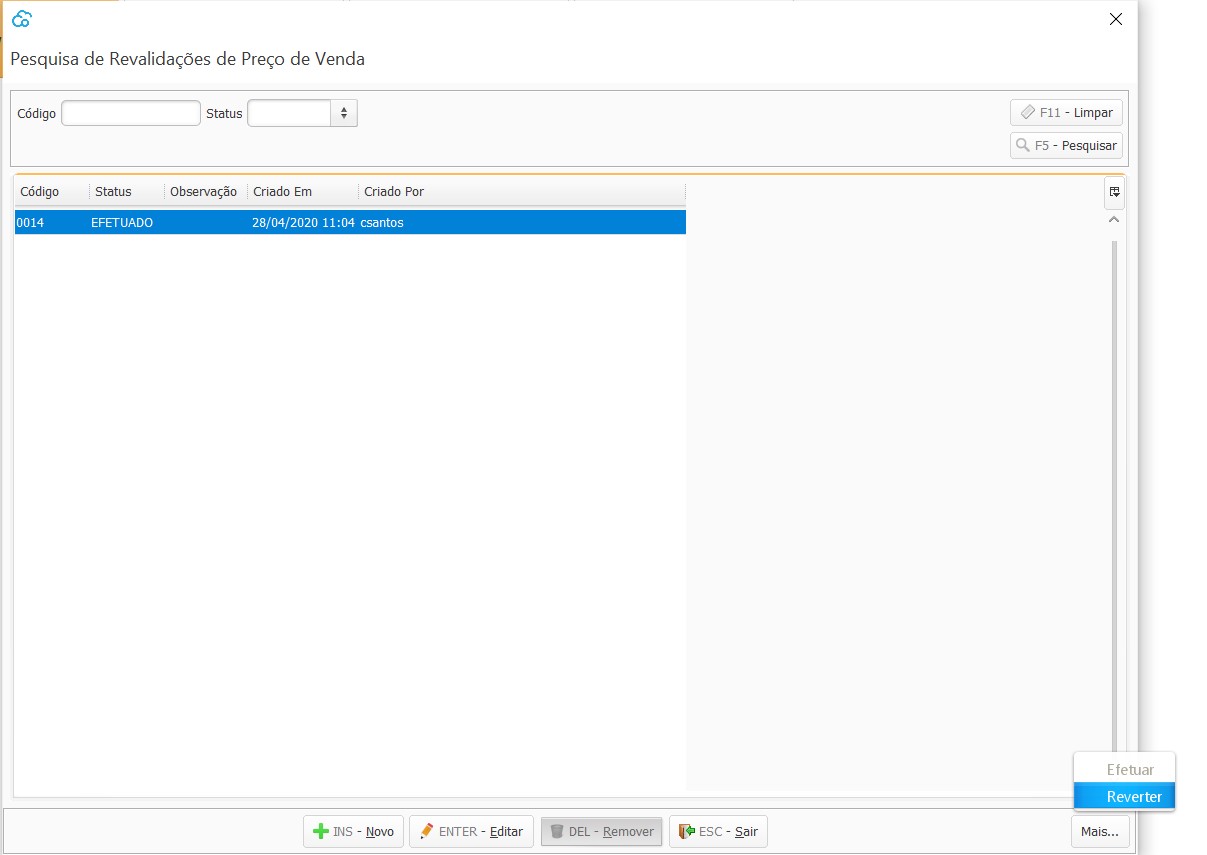 Pesquisa de Revalidações de Preço de Venda
Código Status F11 - Limpar
F5 - Pesquisar
Código Status Observação Criado Em Criado Por
0014 EFETUADO 28/04/2020 11:04 csantos
Efetuar
Reverter
INS - Novo ENTER - Editar DEL - Remover ESC - Sair Mais...